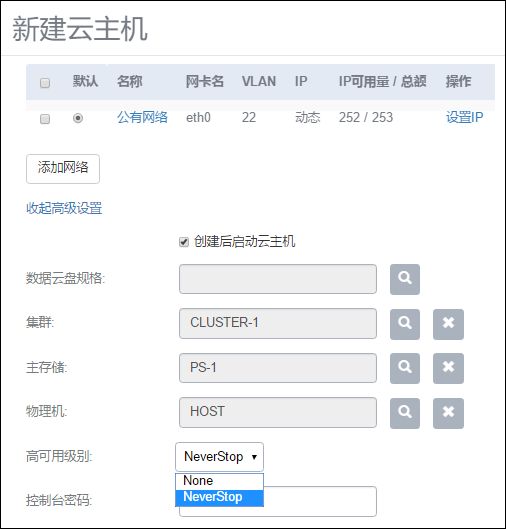 新建云主机
默认 名称 网卡名 VLAN IP IP可用量 / 总额 操作
公有网络 eth0 22 动态 252 / 253 设置IP
添加网络
收起高级设置
创建后启动云主机
数据云盘规格:
集群: CLUSTER-1
主存储: PS-1
物理机: HOST
高可用级别: NeverStop
None
NeverStop
控制台密码: